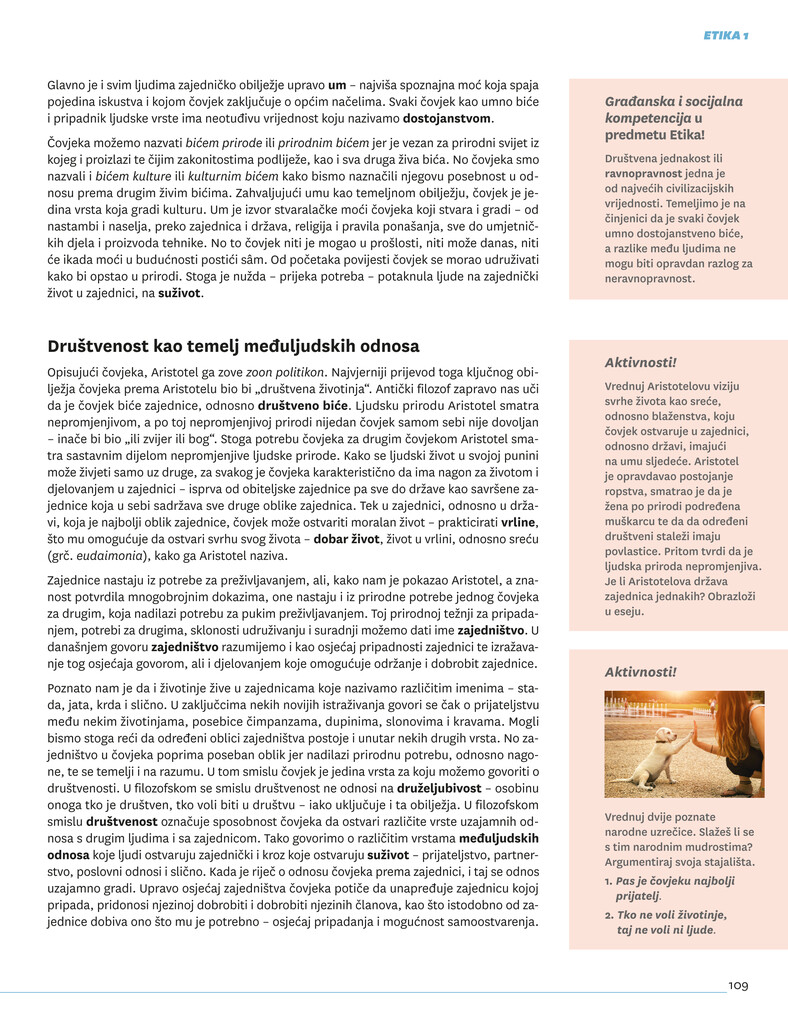 ETIKA 1
Glavno je i svim ljudima zajedničko obilježje upravo um – najviša spoznajna moć koja spaja
pojedina iskustva i kojom čovjek zaključuje o općim načelima. Svaki čovjek kao umno biće
i pripadnik ljudske vrste ima neotuđivu vrijednost koju nazivamo dostojanstvom.
Čovjeka možemo nazvati bićem prirode ili prirodnim bićem jer je vezan za prirodni svijet iz
kojeg i proizlazi te čijim zakonitostima podliježe, kao i sva druga živa bića. No čovjeka smo
nazvali i bićem kulture ili kulturnim bićem kako bismo naznačili njegovu posebnost u od-
nosu prema drugim živim bićima. Zahvaljujući umu kao temeljnom obilježju, čovjek je je-
dina vrsta koja gradi kulturu. Um je izvor stvaralačke moći čovjeka koji stvara i gradi – od
nastambi i naselja, preko zajednica i država, religija i pravila ponašanja, sve do umjetnič-
kih djela i proizvoda tehnike. No to čovjek niti je mogao u prošlosti, niti može danas, niti
će ikada moći u budućnosti postići sâm. Od početaka povijesti čovjek se morao udruživati
kako bi opstao u prirodi. Stoga je nužda – prijeka potreba – potaknula ljude na zajednički
život u zajednici, na suživot.
Društvenost kao temelj međuljudskih odnosa
Opisujući čovjeka, Aristotel ga zove zoon politikon. Najvjerniji prijevod toga ključnog obi-
lježja čovjeka prema Aristotelu bio bi „društvena životinja“. Antički filozof zapravo nas uči
da je čovjek biće zajednice, odnosno društveno biće. Ljudsku prirodu Aristotel smatra
nepromjenjivom, a po toj nepromjenjivoj prirodi nijedan čovjek samom sebi nije dovoljan
– inače bi bio „ili zvijer ili bog“. Stoga potrebu čovjeka za drugim čovjekom Aristotel sma-
tra sastavnim dijelom nepromjenjive ljudske prirode. Kako se ljudski život u svojoj punini
može živjeti samo uz druge, za svakog je čovjeka karakteristično da ima nagon za životom i
djelovanjem u zajednici – isprva od obiteljske zajednice pa sve do države kao savršene za-
jednice koja u sebi sadržava sve druge oblike zajednica. Tek u zajednici, odnosno u drža-
vi, koja je najbolji oblik zajednice, čovjek može ostvariti moralan život – prakticirati vrline,
što mu omogućuje da ostvari svrhu svog života – dobar život, život u vrlini, odnosno sreću
(grč. eudaimonia), kako ga Aristotel naziva.
Zajednice nastaju iz potrebe za preživljavanjem, ali, kako nam je pokazao Aristotel, a zna-
nost potvrdila mnogobrojnim dokazima, one nastaju i iz prirodne potrebe jednog čovjeka
za drugim, koja nadilazi potrebu za pukim preživljavanjem. Toj prirodnoj težnji za pripada-
njem, potrebi za drugima, sklonosti udruživanju i suradnji možemo dati ime zajedništvo. U
današnjem govoru zajedništvo razumijemo i kao osjećaj pripadnosti zajednici te izražava-
nje tog osjećaja govorom, ali i djelovanjem koje omogućuje održanje i dobrobit zajednice.
Poznato nam je da i životinje žive u zajednicama koje nazivamo različitim imenima – sta-
da, jata, krda i slično. U zaključcima nekih novijih istraživanja govori se čak o prijateljstvu
među nekim životinjama, posebice čimpanzama, dupinima, slonovima i kravama. Mogli
bismo stoga reći da određeni oblici zajedništva postoje i unutar nekih drugih vrsta. No za-
jedništvo u čovjeka poprima poseban oblik jer nadilazi prirodnu potrebu, odnosno nago-
ne, te se temelji i na razumu. U tom smislu čovjek je jedina vrsta za koju možemo govoriti o
društvenosti. U filozofskom se smislu društvenost ne odnosi na druželjubivost – osobinu
onoga tko je društven, tko voli biti u društvu – iako uključuje i ta obilježja. U filozofskom
smislu društvenost označuje sposobnost čovjeka da ostvari različite vrste uzajamnih od-
nosa s drugim ljudima i sa zajednicom. Tako govorimo o različitim vrstama međuljudskih
odnosa koje ljudi ostvaruju zajednički i kroz koje ostvaruju suživot – prijateljstvo, partner-
stvo, poslovni odnosi i slično. Kada je riječ o odnosu čovjeka prema zajednici, i taj se odnos
uzajamno gradi. Upravo osjećaj zajedništva čovjeka potiče da unapređuje zajednicu kojoj
pripada, pridonosi njezinoj dobrobiti i dobrobiti njezinih članova, kao što istodobno od za-
jednice dobiva ono što mu je potrebno – osjećaj pripadanja i mogućnost samoostvarenja.
Građanska i socijalna
kompetencija u
predmetu Etika!
Društvena jednakost ili
ravnopravnost jedna je
od najvećih civilizacijskih
vrijednosti. Temeljimo je na
činjenici da je svaki čovjek
umno dostojanstveno biće,
a razlike među ljudima ne
mogu biti opravdan razlog za
neravnopravnost.
Aktivnosti!
Vrednuj Aristotelovu viziju
svrhe života kao sreće,
odnosno blaženstva, koju
čovjek ostvaruje u zajednici,
odnosno državi, imajući
na umu sljedeće. Aristotel
je opravdavao postojanje
ropstva, smatrao je da je
žena po prirodi podređena
muškarcu te da da određeni
društveni staleži imaju
povlastice. Pritom tvrdi da je
ljudska priroda nepromjenjiva.
Je li Aristotelova država
zajednica jednakih? Obrazloži
u eseju.
Aktivnosti!
Vrednuj dvije poznate
narodne uzrečice. Slažeš li se
s tim narodnim mudrostima?
Argumentiraj svoja stajališta.
1. Pas je čovjeku najbolji
prijatelj.
2. Tko ne voli životinje,
taj ne voli ni ljude.
109